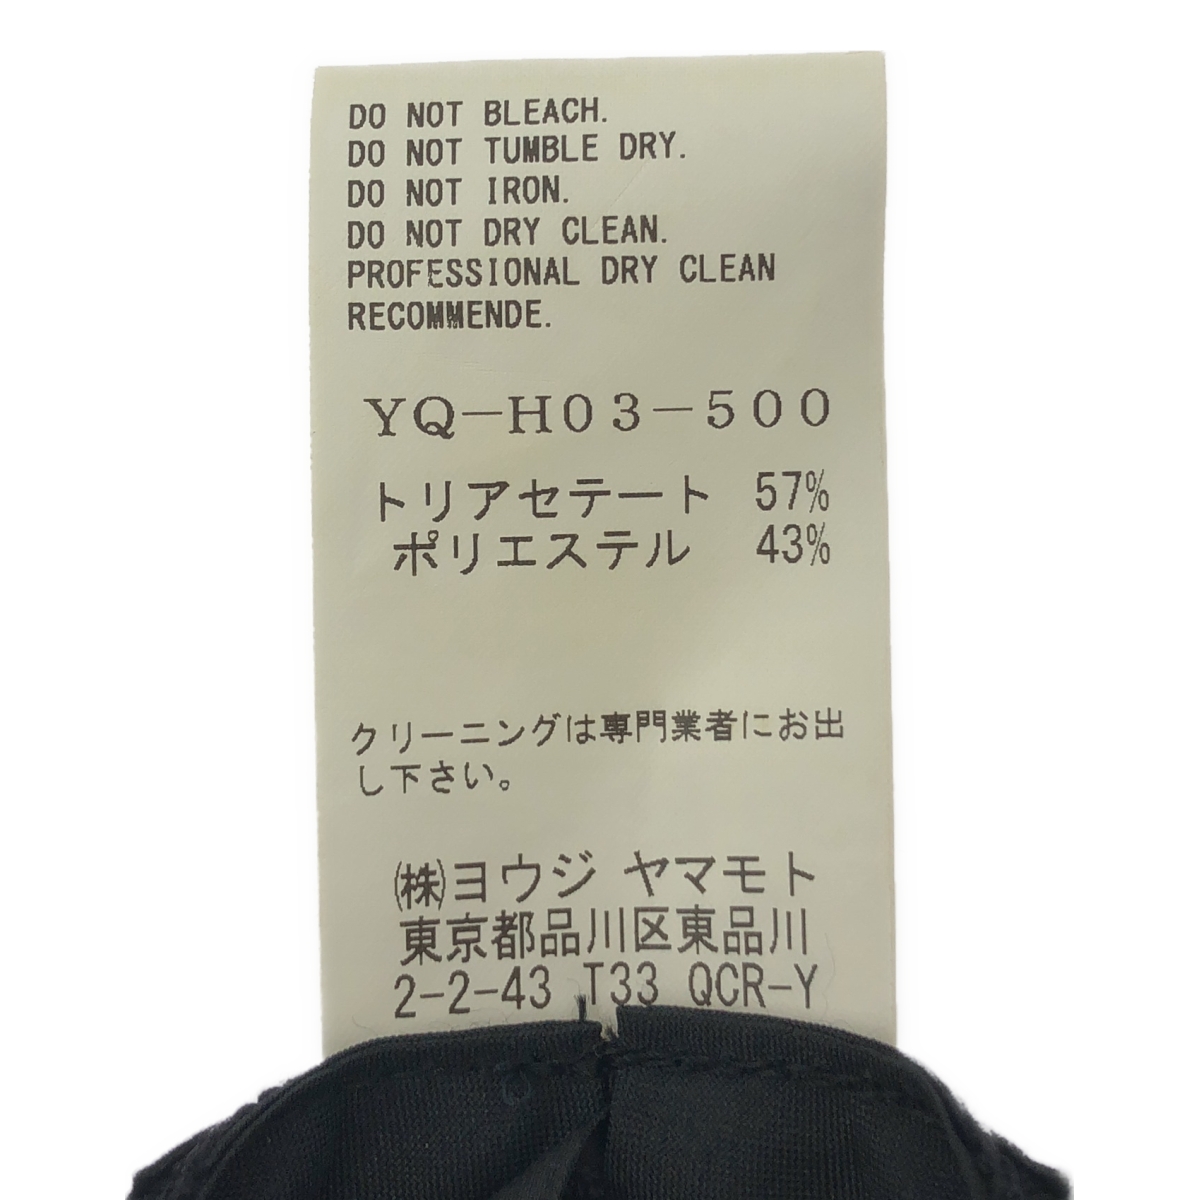 DO NOT BLEACH.
DO NOT TUMBLE DRY.
DO NOT IRON.
DO NOT DRY CLEAN.
PROFESSIONAL DRY CLEAN
RECOMMENDE.
YQ-H03-500
トリアセテート 57%
ポリエステル 43%
クリーニングは専門業者にお出
し下さい。
㈱ヨウジ ヤマモト
東京都品川区東品川
2-2-43 T33 QCR-Y